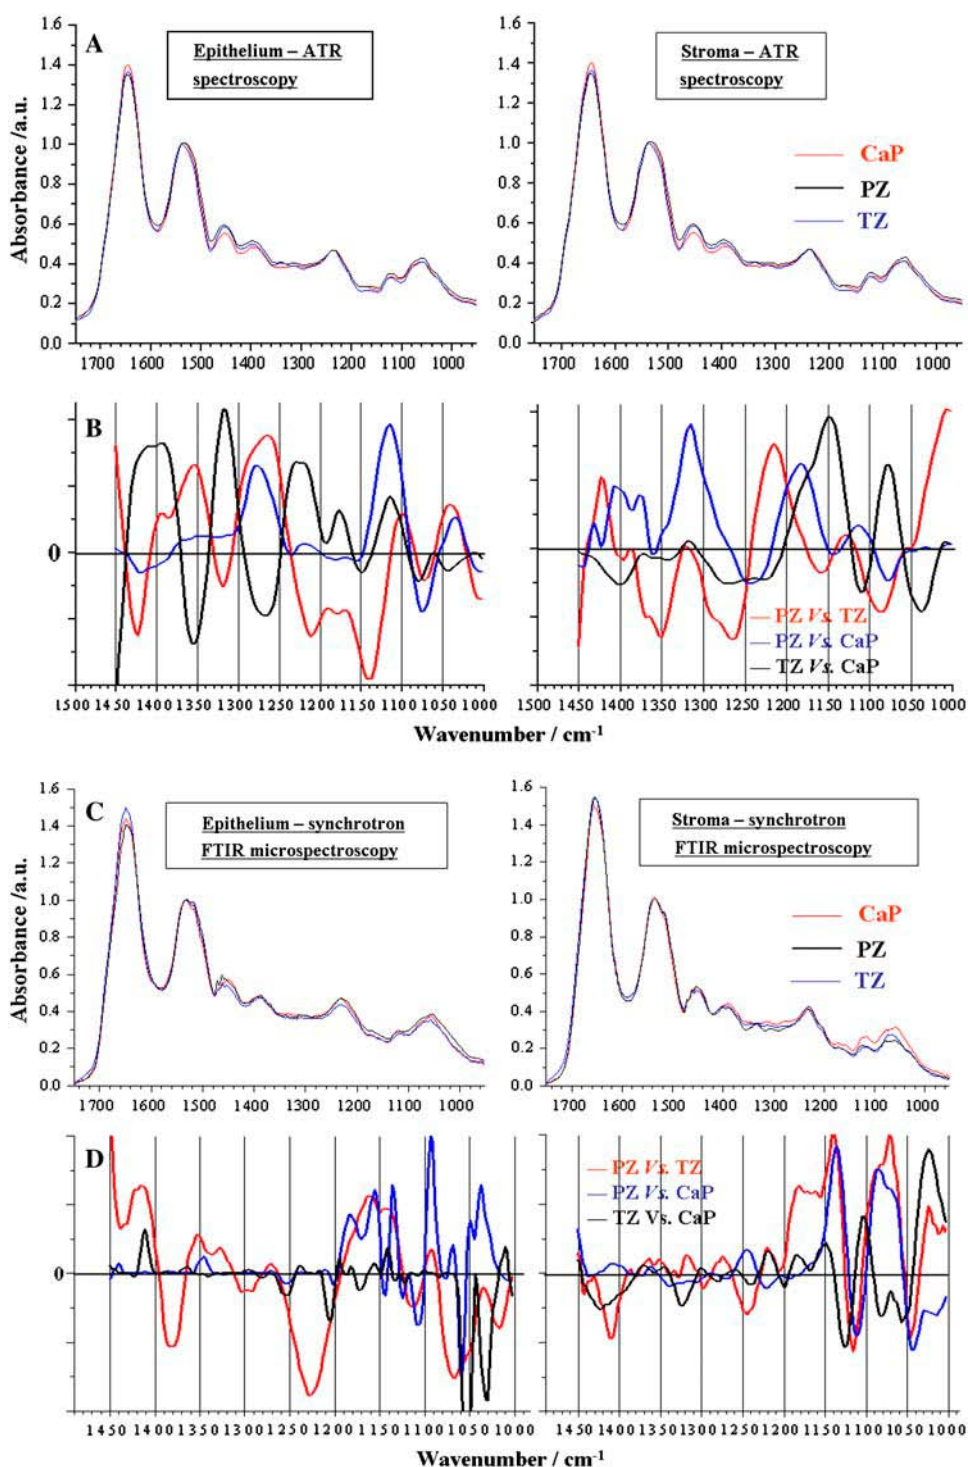 A
Epithelium – ATR
spectroscopy
Stroma – ATR
spectroscopy
Absorbance /a.u.
1.6
1.4
1.2
1.0
0.8
0.6
0.4
0.2
0.0
1700 1600 1500 1400 1300 1200 1100 1000
1.6
1.4
1.2
1.0
0.8
0.6
0.4
0.2
0.0
1700 1600 1500 1400 1300 1200 1100 1000
CaP
PZ
TZ
B
0
1500 1450 1400 1350 1300 1250 1200 1150 1100 1050 1000
PZ Vs. TZ
PZ Vs. CaP
TZ Vs. CaP
1450 1400 1350 1300 1250 1200 1150 1100 1050 1000
Wavenumber / cm-1
C
Epithelium – synchrotron
FTIR microspectroscopy
Stroma – synchrotron
FTIR microspectroscopy
Absorbance /a.u.
1.6
1.4
1.2
1.0
0.8
0.6
0.4
0.2
0.0
1700 1600 1500 1400 1300 1200 1100 1000
1.6
1.4
1.2
1.0
0.8
0.6
0.4
0.2
0.0
1700 1600 1500 1400 1300 1200 1100 1000
CaP
PZ
TZ
D
0
1450 1400 1350 1300 1250 1200 1150 1100 1050 1000
PZ Vs. TZ
PZ Vs. CaP
TZ Vs. CaP
1450 1400 1350 1300 1250 1200 1150 1100 1050 1000
Wavenumber / cm-1